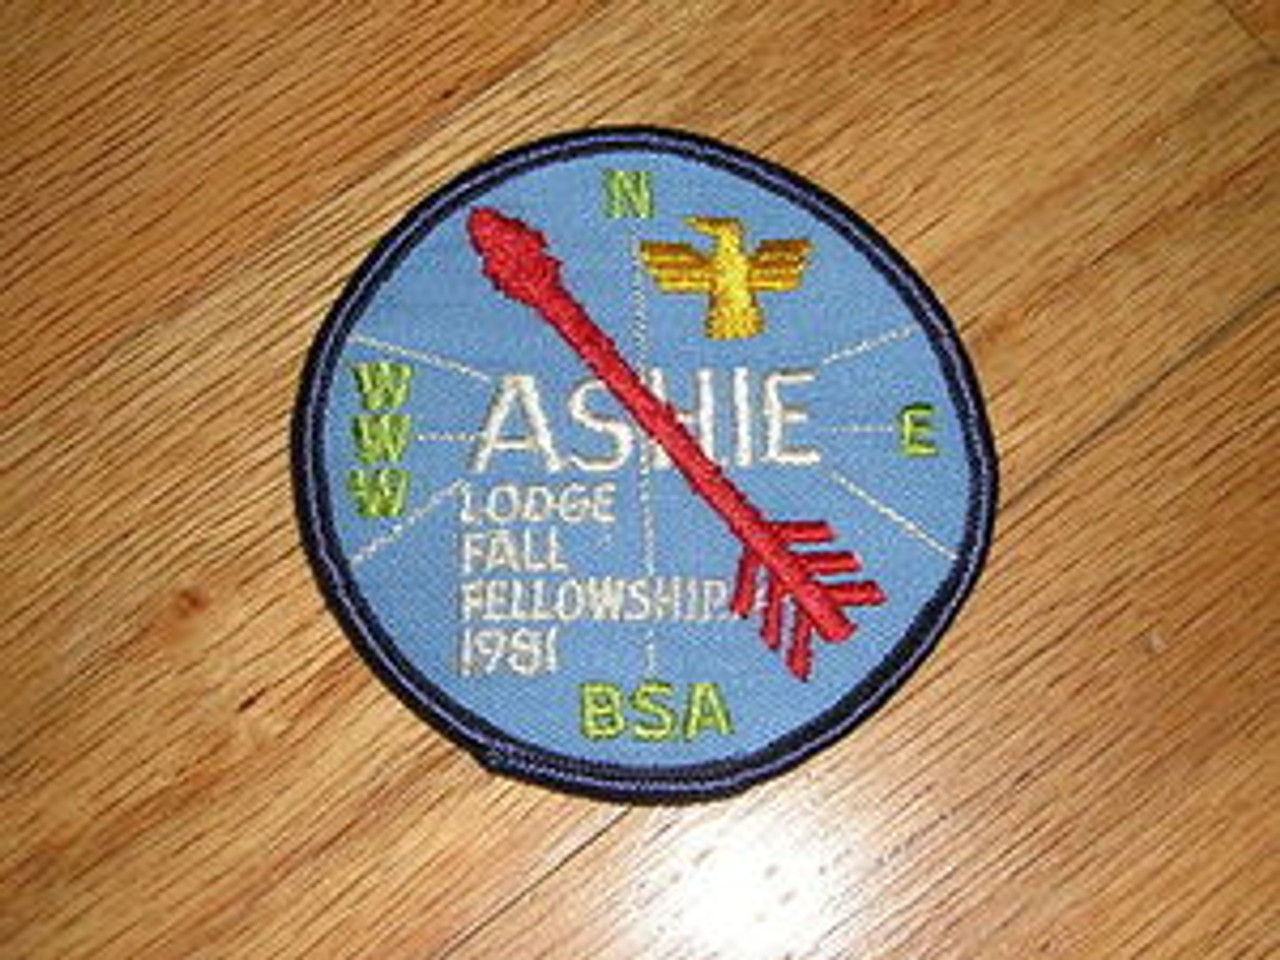 N
W
W
W
ASHIE
E
LODGE
FALL
FELLOWSHIP
1981
BSA